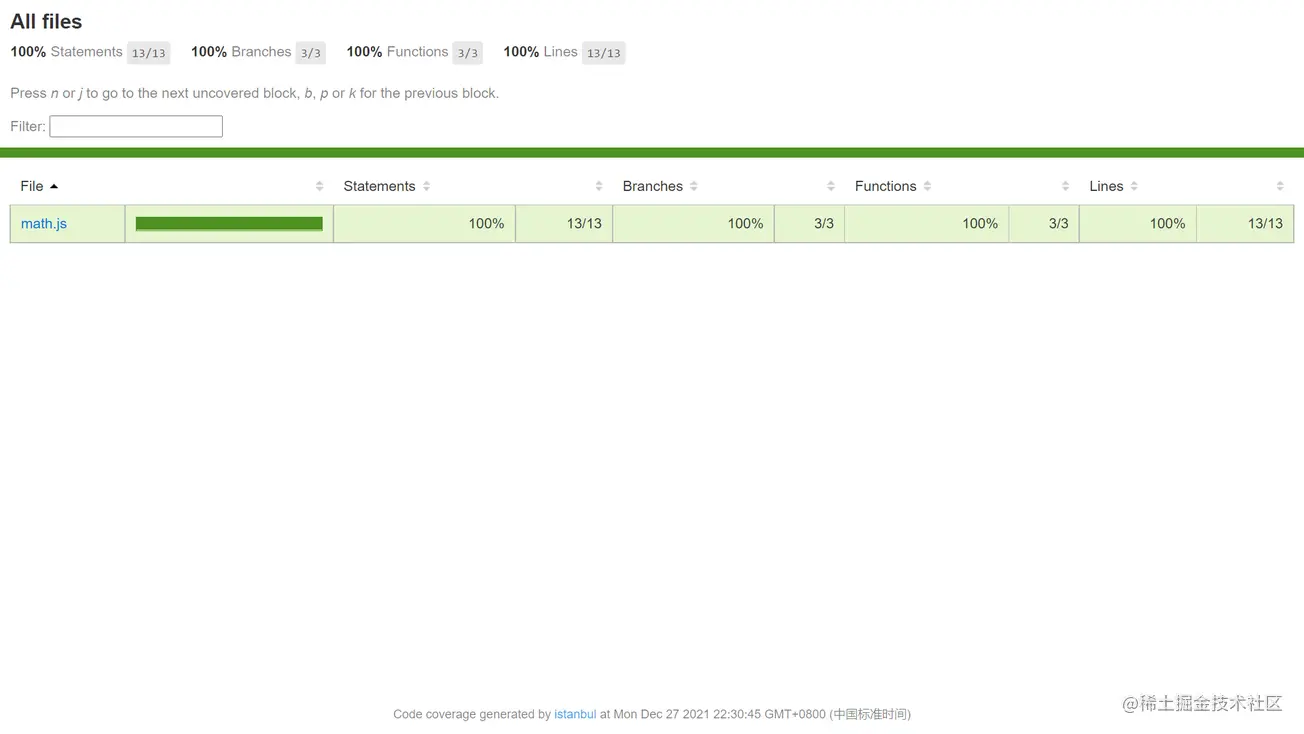 All files
100% Statements 13/13 100% Branches 3/3 100% Functions 3/3 100% Lines 13/13
Press n or j to go to the next uncovered block, b, p or k for the previous block.
Filter:
File Statements Branches Functions Lines
math.js 100% 13/13 100% 3/3 100% 3/3 100% 13/13
@稀土掘金技术社区
Code coverage generated by istanbul at Mon Dec 27 2021 22:30:45 GMT+0800 (中国标准时间)